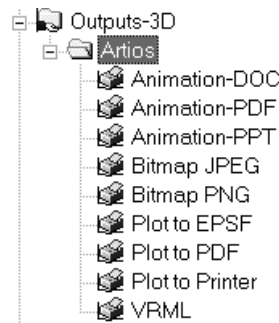 Outputs-3D
Artios
Animation-DOC
Animation-PDF
Animation-PPT
Bitmap JPEG
Bitmap PNG
Plot to EPSF
Plot to PDF
Plot to Printer
VRML